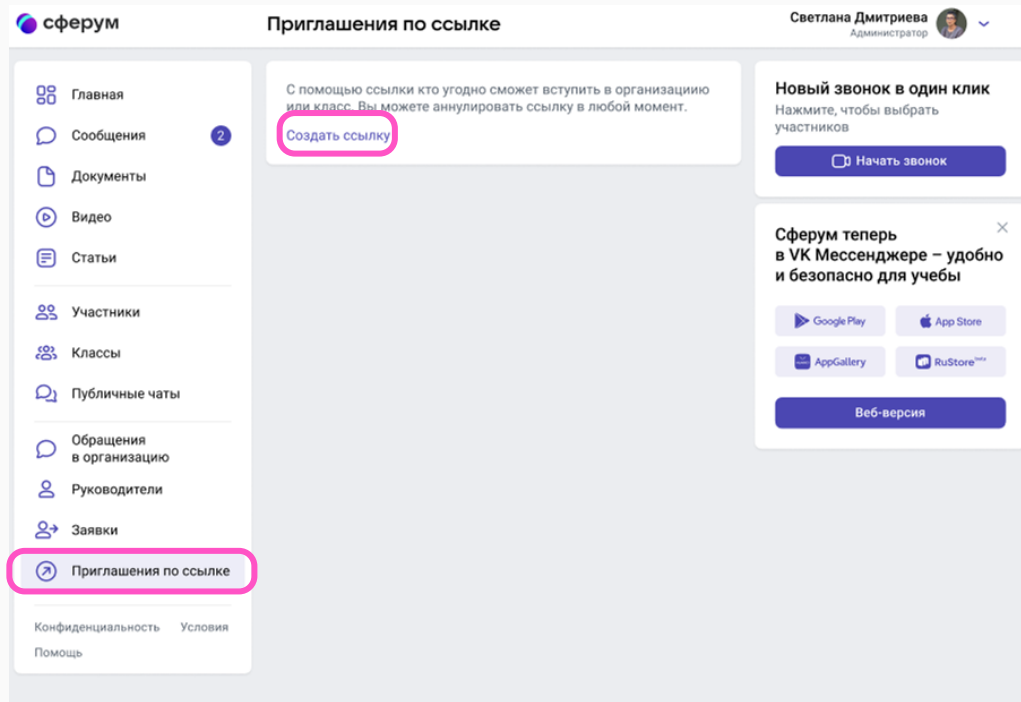 сферум
Приглашения по ссылке
Светлана Дмитриева
Администратор
Главная
Сообщения
2
Документы
Видео
Статьи
Участники
Классы
Публичные чаты
Обращения
в организацию
Руководители
Заявки
Приглашения по ссылке
Конфиденциальность Условия
Помощь
С помощью ссылки кто угодно сможет вступить в организациию
или класс. Вы можете аннулировать ссылку в любой момент.
Создать ссылку
Новый звонок в один клик
Нажмите, чтобы выбрать
участников
Начать звонок
Сферум теперь
в VK Мессенджере – удобно
и безопасно для учебы
Google Play
App Store
AppGallery
RuStore beta
Веб-версия